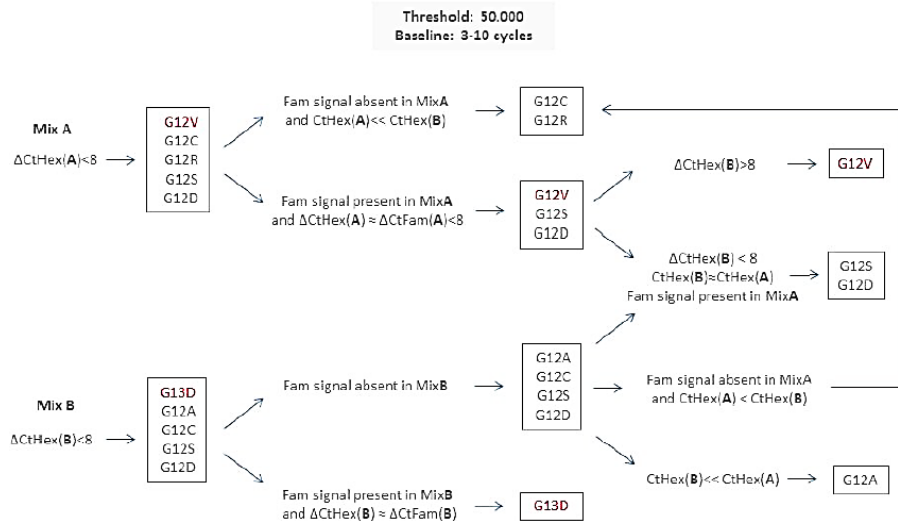 Threshold: 50.000
Baseline: 3-10 cycles
Mix A
ΔCtHex(A)<8
G12V
G12C
G12R
G12S
G12D
Fam signal absent in MixA
and CtHex(A)<< CtHex(B)
G12C
G12R
Fam signal present in MixA
and ΔCtHex(A) ≈ ΔCtFam(A)<8
G12V
G12S
G12D
ΔCtHex(B)>8
G12V
ΔCtHex(B) < 8
CtHex(B)≈CtHex(A)
Fam signal present in MixA
G12S
G12D
Mix B
ΔCtHex(B)<8
G13D
G12A
G12C
G12S
G12D
Fam signal absent in MixB
G12A
G12C
G12S
G12D
Fam signal absent in MixA
and CtHex(A) < CtHex(B)
CtHex(B)<< CtHex(A)
G12A
Fam signal present in MixB
and ΔCtHex(B) ≈ ΔCtFam(B)
G13D